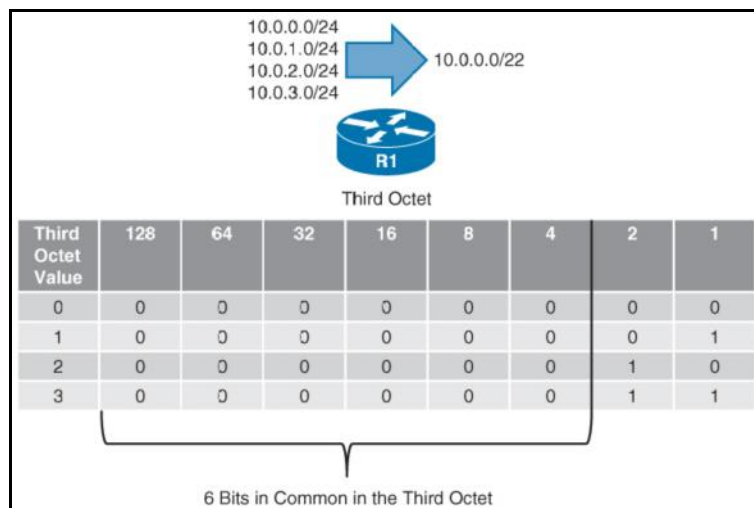 10.0.0.0/24
10.0.1.0/24
10.0.2.0/24
10.0.3.0/24
10.0.0.0/22
R1
Third Octet
Third Octet Value 128 64 32 16 8 4 2 1
0 0 0 0 0 0 0 0 0
1 0 0 0 0 0 0 0 1
2 0 0 0 0 0 0 1 0
3 0 0 0 0 0 0 1 1
6 Bits in Common in the Third Octet